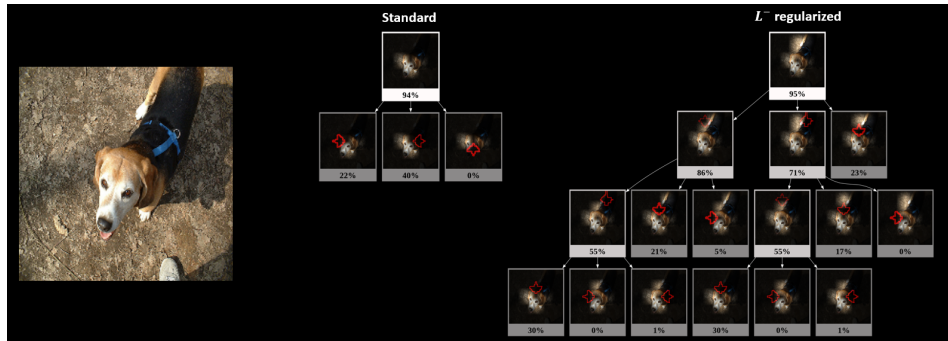 Standard
L⁻ regularized
94%
95%
22% 40% 0%
86% 71% 23%
55% 21% 5% 55% 17% 0%
30% 0% 1% 30% 0% 1%